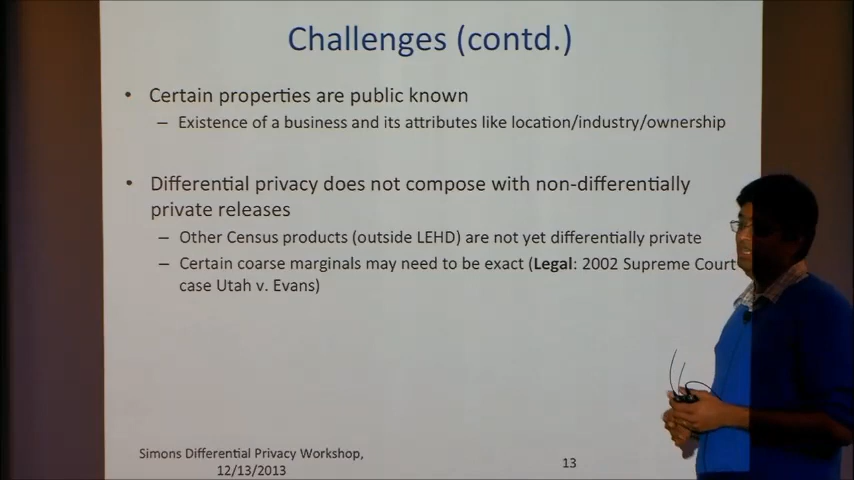 Challenges (contd.)
• Certain properties are public known
– Existence of a business and its attributes like location/industry/ownership
• Differential privacy does not compose with non-differentially
private releases
– Other Census products (outside LEHD) are not yet differentially private
– Certain coarse marginals may need to be exact (Legal: 2002 Supreme Court
case Utah v. Evans)
Simons Differential Privacy Workshop,
12/13/2013
13